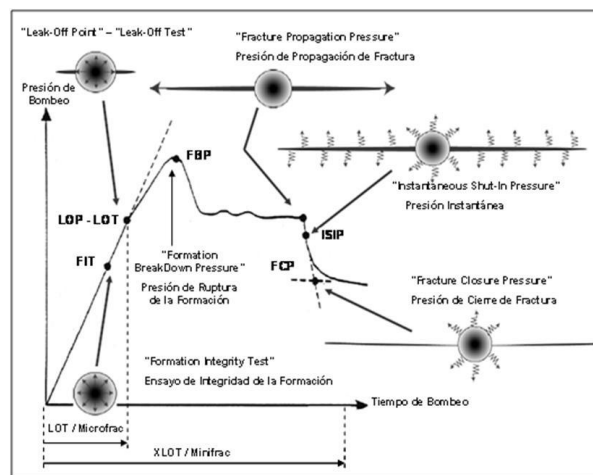 "Leak-Off Point" – "Leak-Off Test"
"Fracture Propagation Pressure"
Presión de Propagación de Fractura
Presión de
Bombeo
FBP
"Instantaneous Shut-In Pressure"
Presión Instantánea
LOP - LOT
ISIP
"Formation
BreakDown Pressure"
Presión de Ruptura
de la Formación
FIT
FCP
"Fracture Closure Pressure"
Presión de Cierre de Fractura
"Formation Integrity Test"
Ensayo de Integridad de la Formación
Tiempo de Bombeo
LOT / Microfrac
XLOT / Minifrac